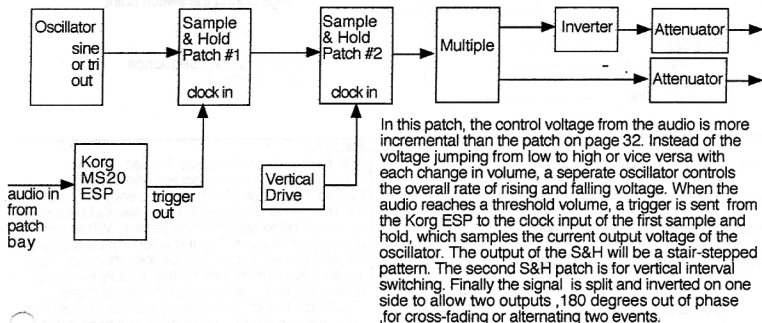 Oscillator
sine
or tri
out
Sample
& Hold
Patch #1
clock in
Sample
& Hold
Patch #2
clock in
Multiple
Inverter
Attenuator
Attenuator
Korg
MS20
ESP
audio in
from
patch
bay
trigger
out
Vertical
Drive
In this patch, the control voltage from the audio is more
incremental than the patch on page 32. Instead of the
voltage jumping from low to high or vice versa with
each change in volume, a seperate oscillator controls
the overall rate of rising and falling voltage. When the
audio reaches a threshold volume, a trigger is sent from
the Korg ESP to the clock input of the first sample and
hold, which samples the current output voltage of the
oscillator. The output of the S&H will be a stair-stepped
pattern. The second S&H patch is for vertical interval
switching. Finally the signal is split and inverted on one
side to allow two outputs ,180 degrees out of phase
,for cross-fading or alternating two events.